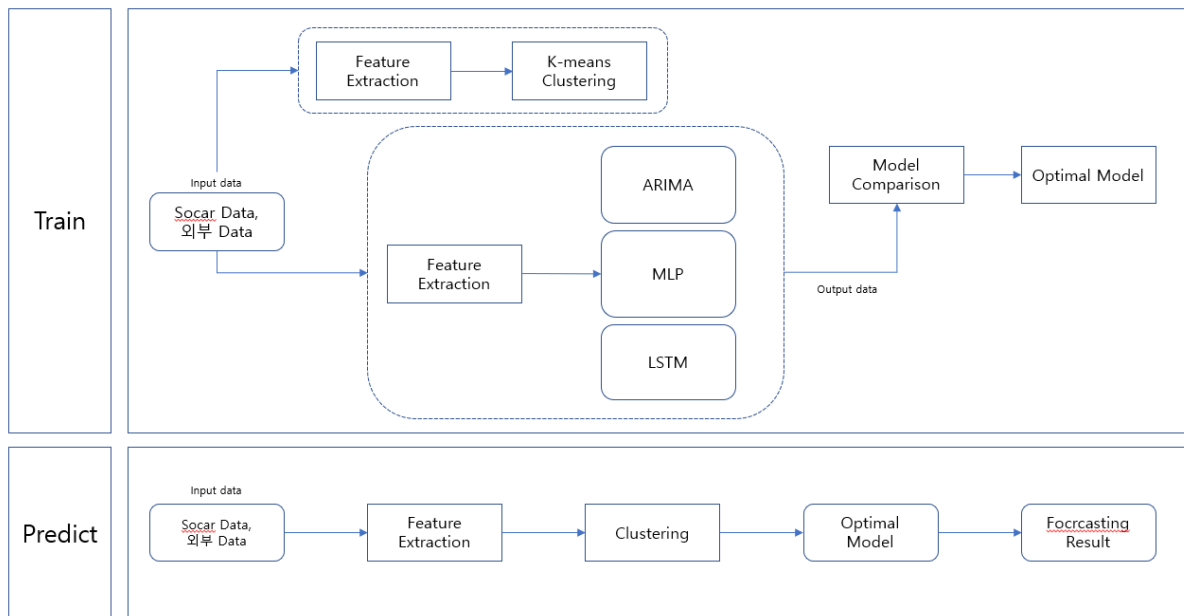 Train
Feature
Extraction
K-means
Clustering
Input data
Socar Data,
외부 Data
Feature
Extraction
ARIMA
MLP
LSTM
Output data
Model
Comparison
Optimal Model
Predict
Input data
Socar Data,
외부 Data
Feature
Extraction
Clustering
Optimal
Model
Focrcasting
Result